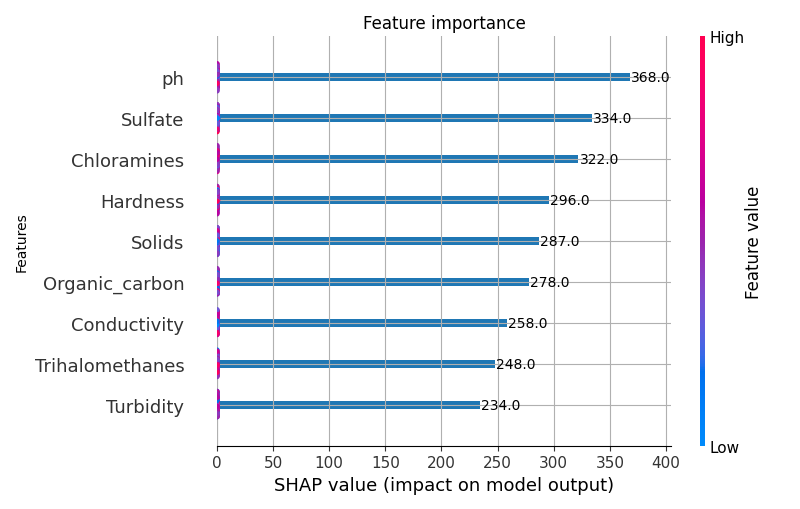 Feature importance
High
ph
368.0
Sulfate
334.0
Chloramines
322.0
Hardness
296.0
Solids
287.0
Organic_carbon
278.0
Conductivity
258.0
Trihalomethanes
248.0
Turbidity
234.0
Features
Feature value
Low
0 50 100 150 200 250 300 350 400
SHAP value (impact on model output)